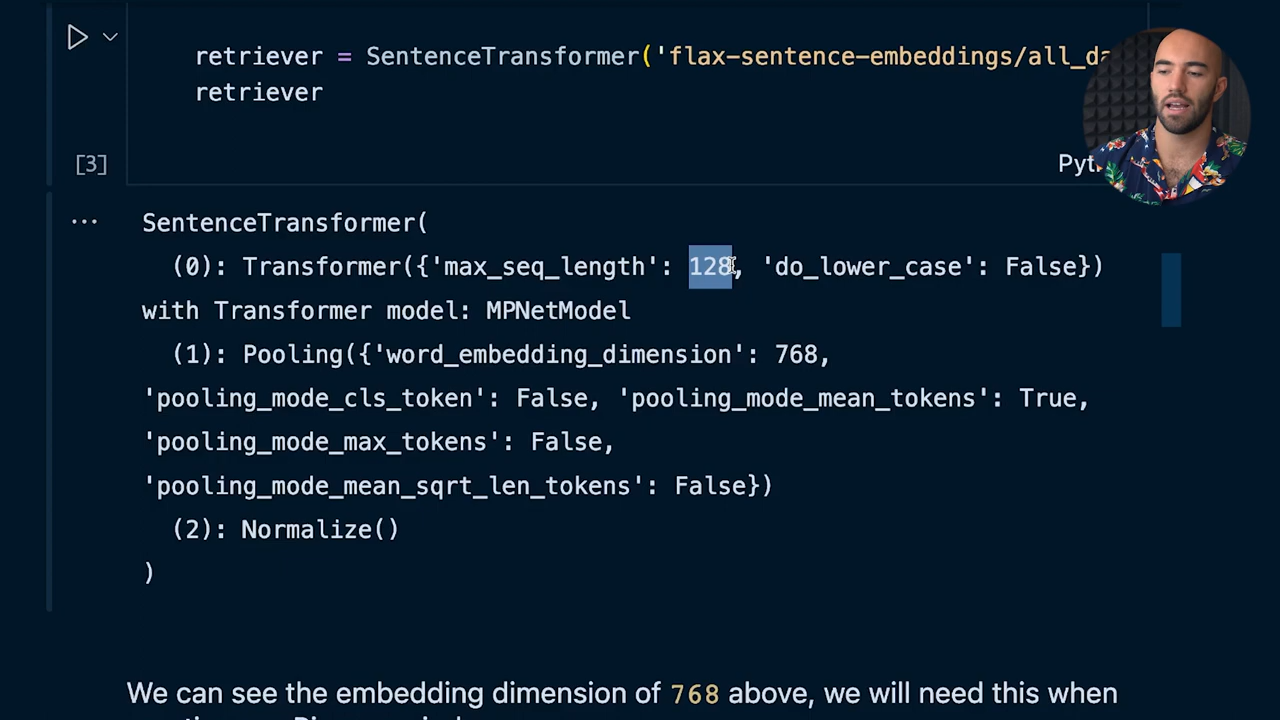 retriever = SentenceTransformer('flax-sentence-embeddings/all_da
retriever
[3]
Pyt
...
SentenceTransformer(
(0): Transformer({'max_seq_length': 128, 'do_lower_case': False})
with Transformer model: MPNetModel
(1): Pooling({'word_embedding_dimension': 768,
'pooling_mode_cls_token': False, 'pooling_mode_mean_tokens': True,
'pooling_mode_max_tokens': False,
'pooling_mode_mean_sqrt_len_tokens': False})
(2): Normalize()
)
We can see the embedding dimension of 768 above, we will need this when